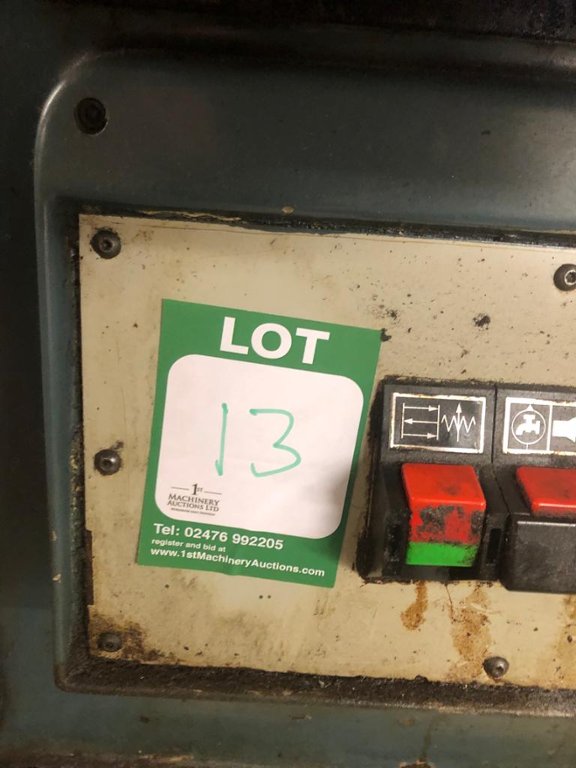 LOT
13
1ST
MACHINERY
AUCTIONS LTD
Tel: 02476 992205
register and bid at
www.1stMachineryAuctions.com